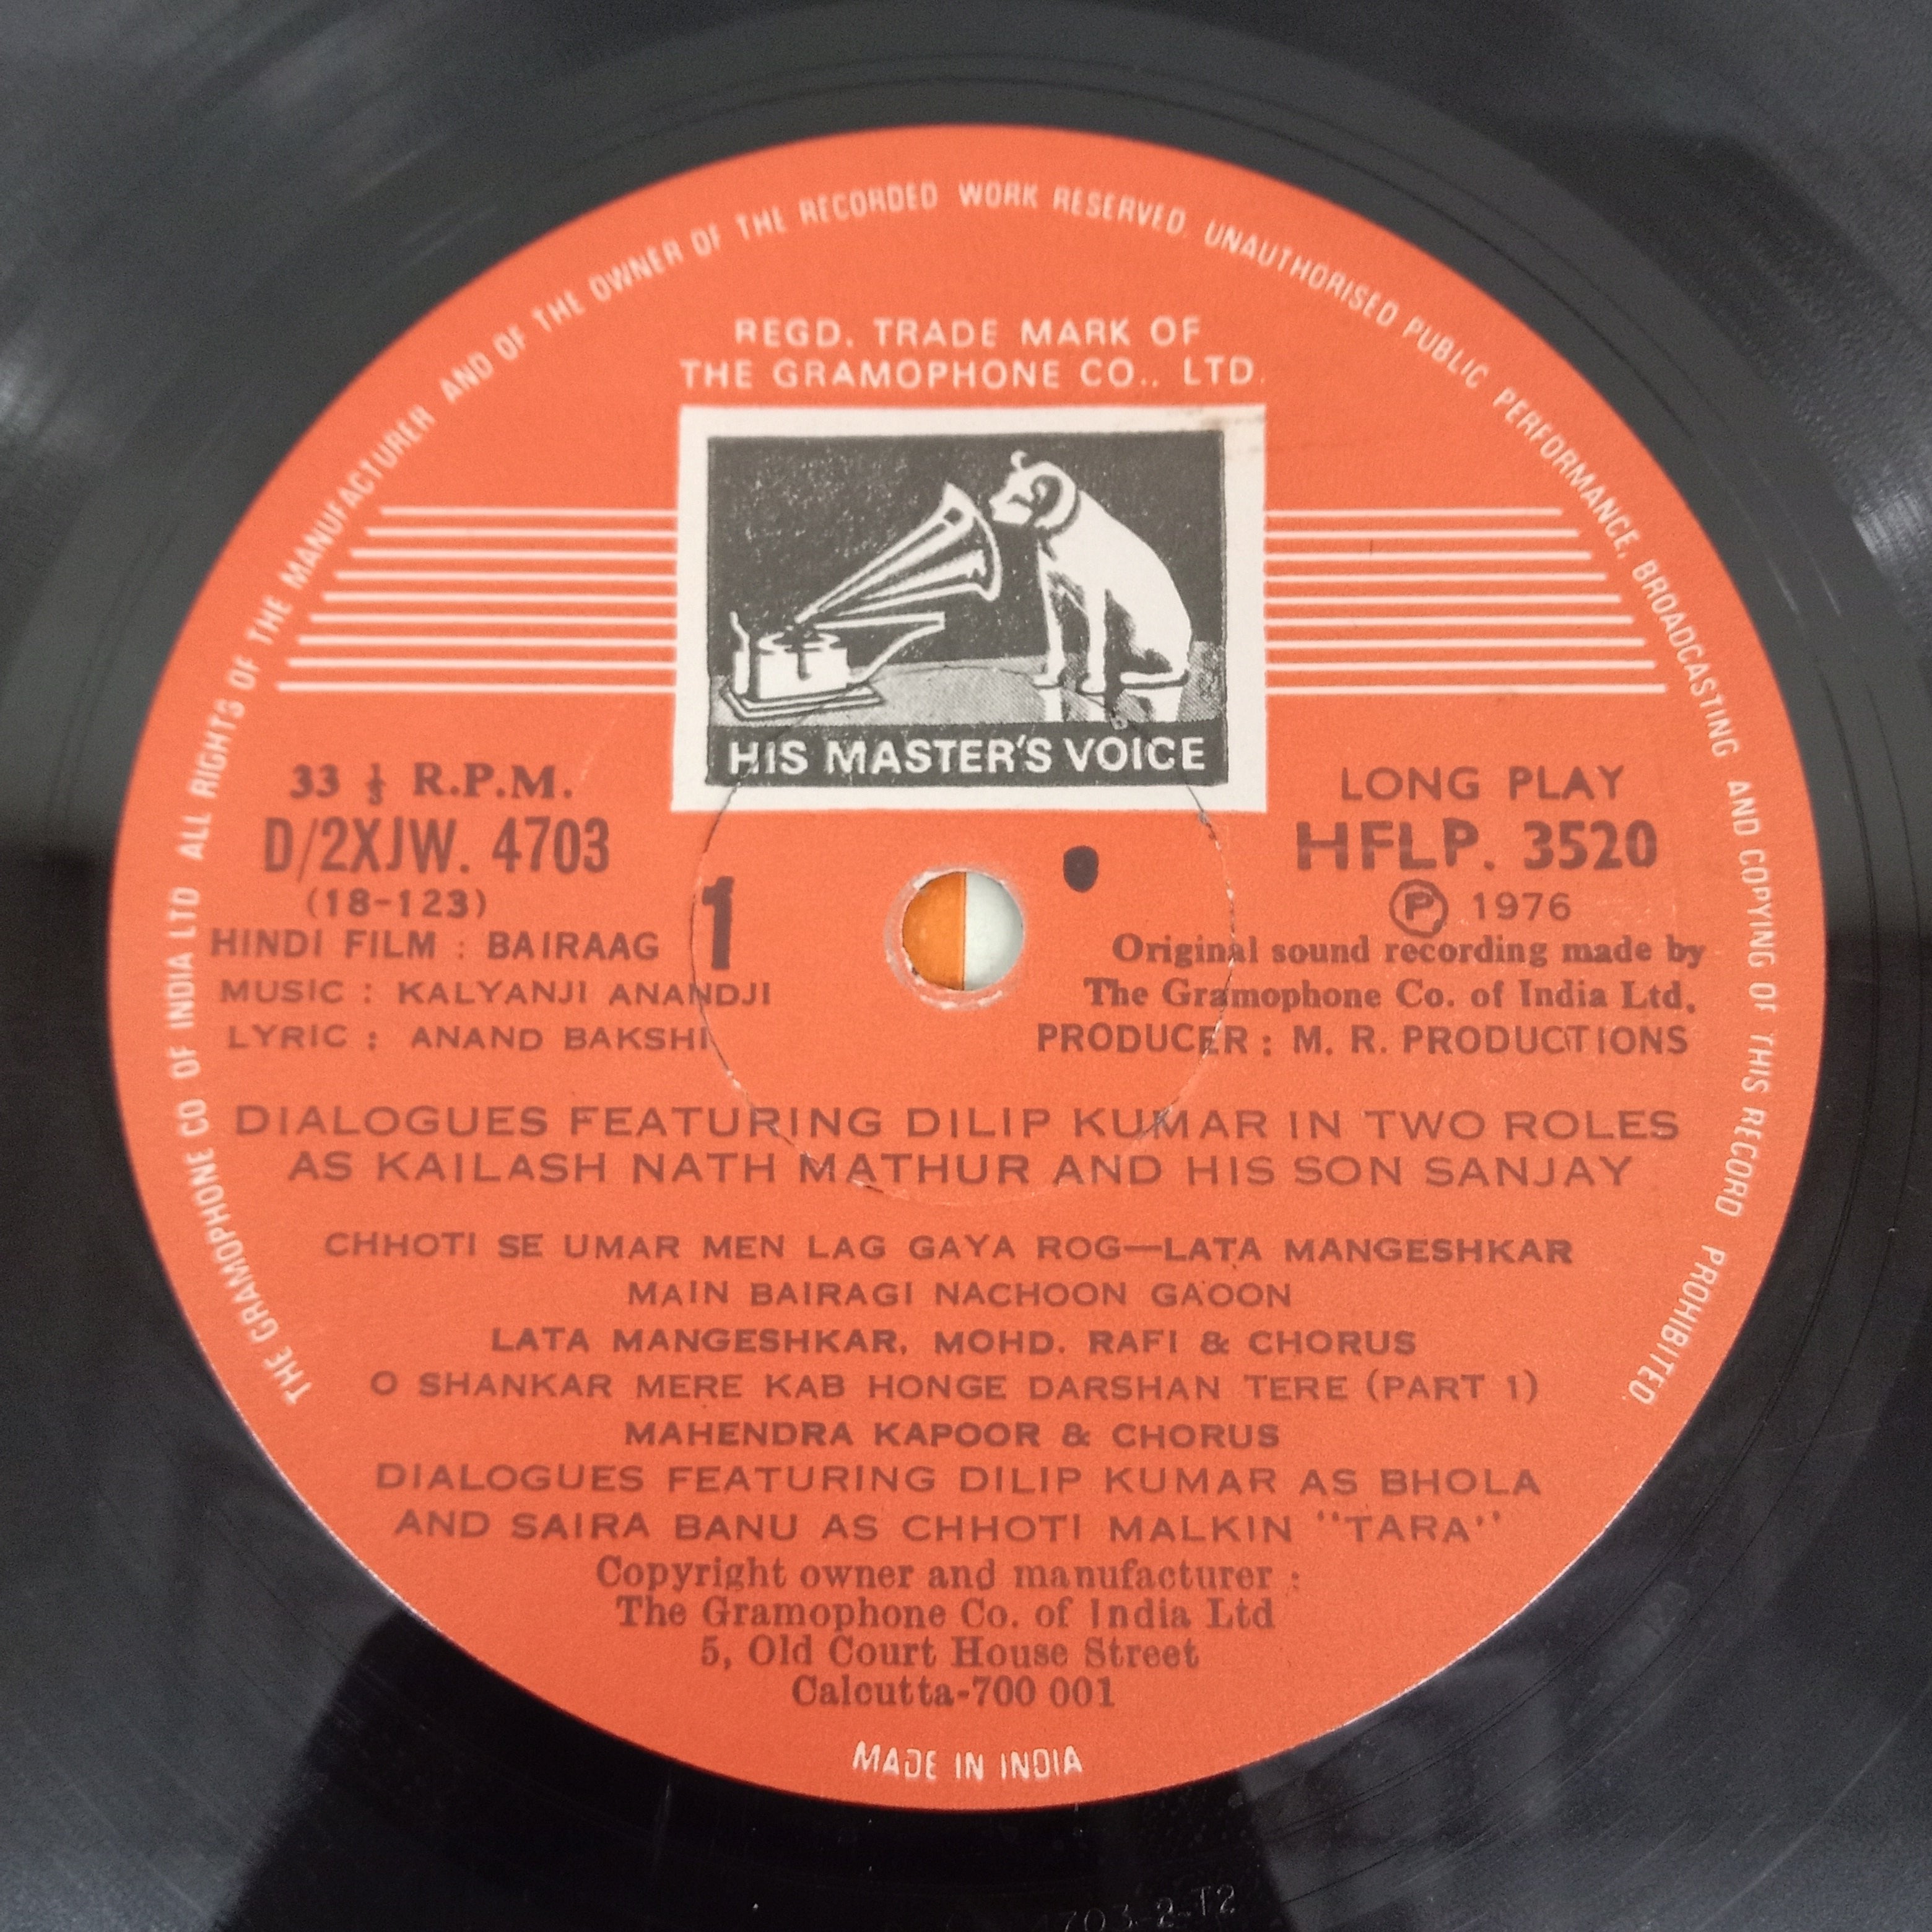 THE GRAMOPHONE CO OF INDIA LTD ALL RIGHTS OF THE MANUFACTURER AND OF THE OWNER OF THE RECORDED WORK RESERVED. UNAUTHORISED PUBLIC PERFORMANCE, BROADCASTING AND COPYING OF THIS RECORD PROHIBITED.
REGD. TRADE MARK OF
THE GRAMOPHONE CO., LTD.
HIS MASTER'S VOICE
33 ⅓ R.P.M.
D/2XJW. 4703
(18-123)
1
LONG PLAY
HFLP. 3520
Ⓟ 1976
HINDI FILM : BAIRAAG
MUSIC : KALYANJI ANANDJI
LYRIC : ANAND BAKSHI
Original sound recording made by
The Gramophone Co. of India Ltd.
PRODUCER : M. R. PRODUCTIONS
DIALOGUES FEATURING DILIP KUMAR IN TWO ROLES
AS KAILASH NATH MATHUR AND HIS SON SANJAY
CHHOTI SE UMAR MEN LAG GAYA ROG—LATA MANGESHKAR
MAIN BAIRAGI NACHOON GAOON
LATA MANGESHKAR, MOHD. RAFI & CHORUS
O SHANKAR MERE KAB HONGE DARSHAN TERE (PART 1)
MAHENDRA KAPOOR & CHORUS
DIALOGUES FEATURING DILIP KUMAR AS BHOLA
AND SAIRA BANU AS CHHOTI MALKIN "TARA"
Copyright owner and manufacturer :
The Gramophone Co. of India Ltd
5, Old Court House Street
Calcutta-700 001
MADE IN INDIA